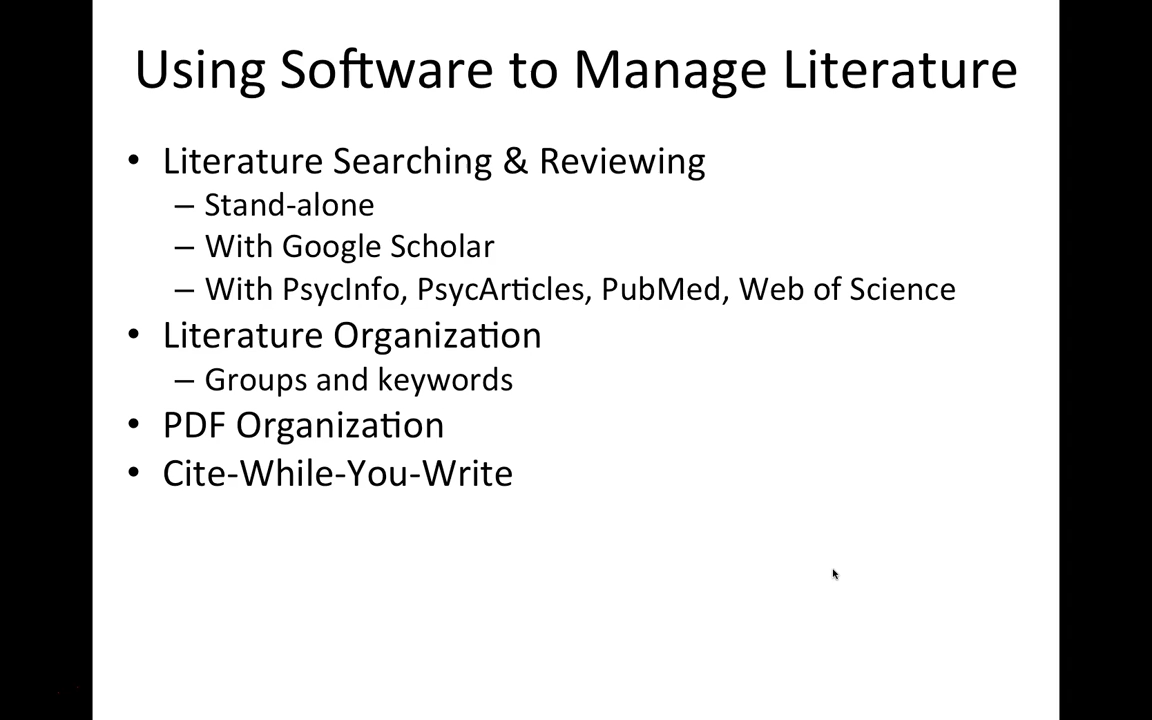 Using Software to Manage Literature
• Literature Searching & Reviewing
– Stand-alone
– With Google Scholar
– With PsycInfo, PsycArticles, PubMed, Web of Science
• Literature Organization
– Groups and keywords
• PDF Organization
• Cite-While-You-Write